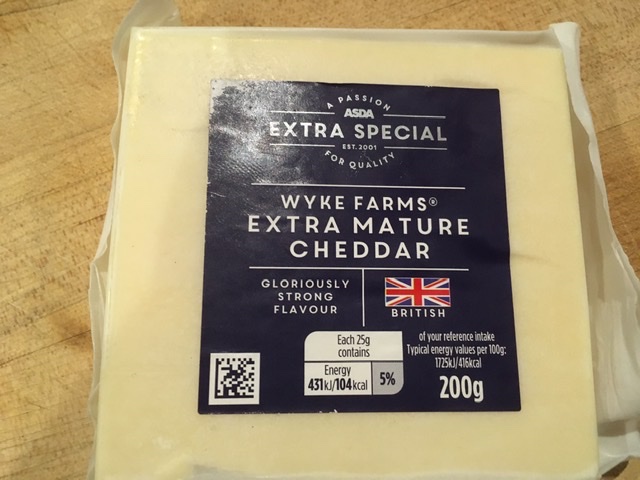 A PASSION
ASDA
EXTRA SPECIAL
EST. 2001
FOR QUALITY
WYKE FARMS®
EXTRA MATURE
CHEDDAR
GLORIOUSLY
STRONG
FLAVOUR
BRITISH
Each 25g
contains
Energy
431kJ/104kcal
5%
of your reference intake
Typical energy values per 100g:
1725kJ/416kcal
200g